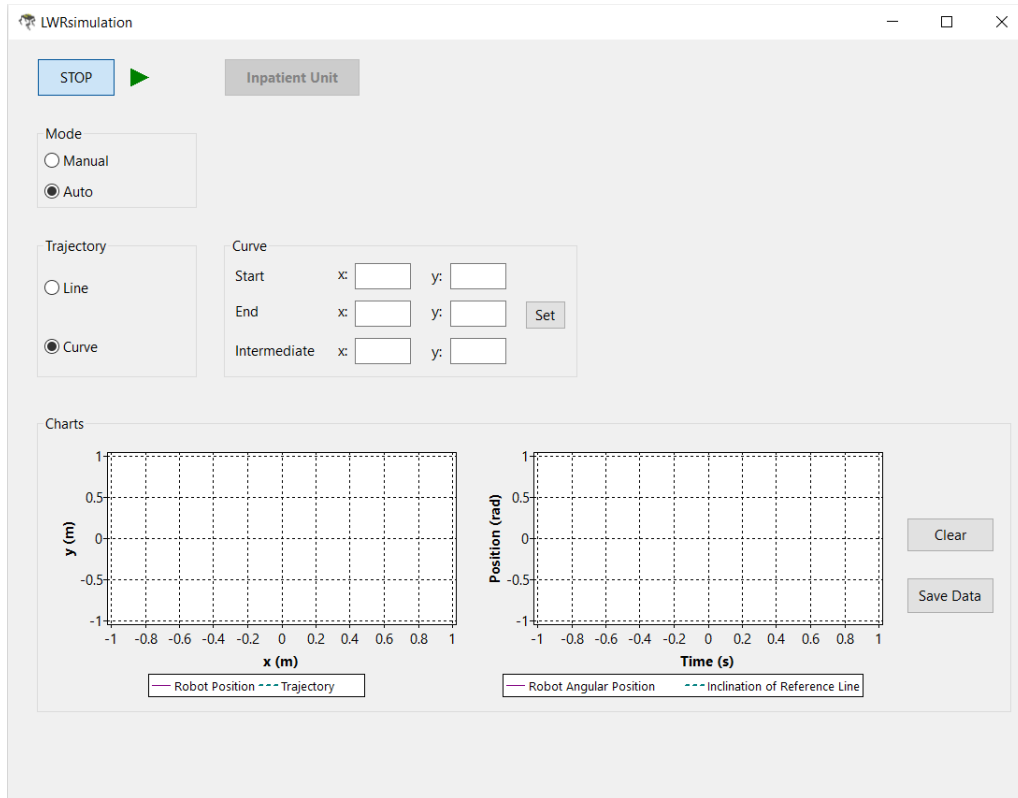 LWRsimulation
STOP
Inpatient Unit
Mode
Manual
Auto
Trajectory
Line
Curve
Curve
Start x: y:
End x: y:
Set
Intermediate x: y:
Charts
1
0.5
0
-0.5
-1
y (m)
-1 -0.8 -0.6 -0.4 -0.2 0 0.2 0.4 0.6 0.8 1
x (m)
Robot Position Trajectory
1
0.5
0
-0.5
-1
Position (rad)
-1 -0.8 -0.6 -0.4 -0.2 0 0.2 0.4 0.6 0.8 1
Time (s)
Robot Angular Position Inclination of Reference Line
Clear
Save Data